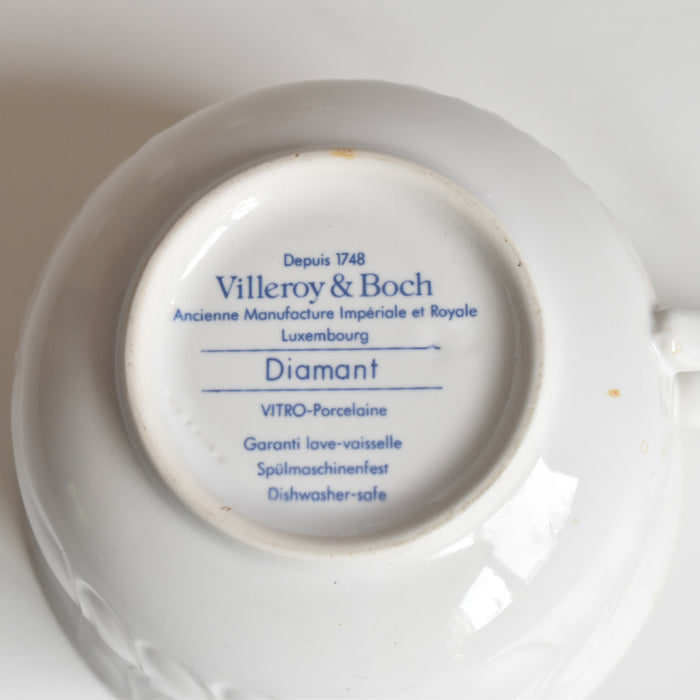 Depuis 1748
Villeroy & Boch
Ancienne Manufacture Impériale et Royale
Luxembourg
Diamant
VITRO-Porcelaine
Garanti lave-vaisselle
Spülmaschinenfest
Dishwasher-safe